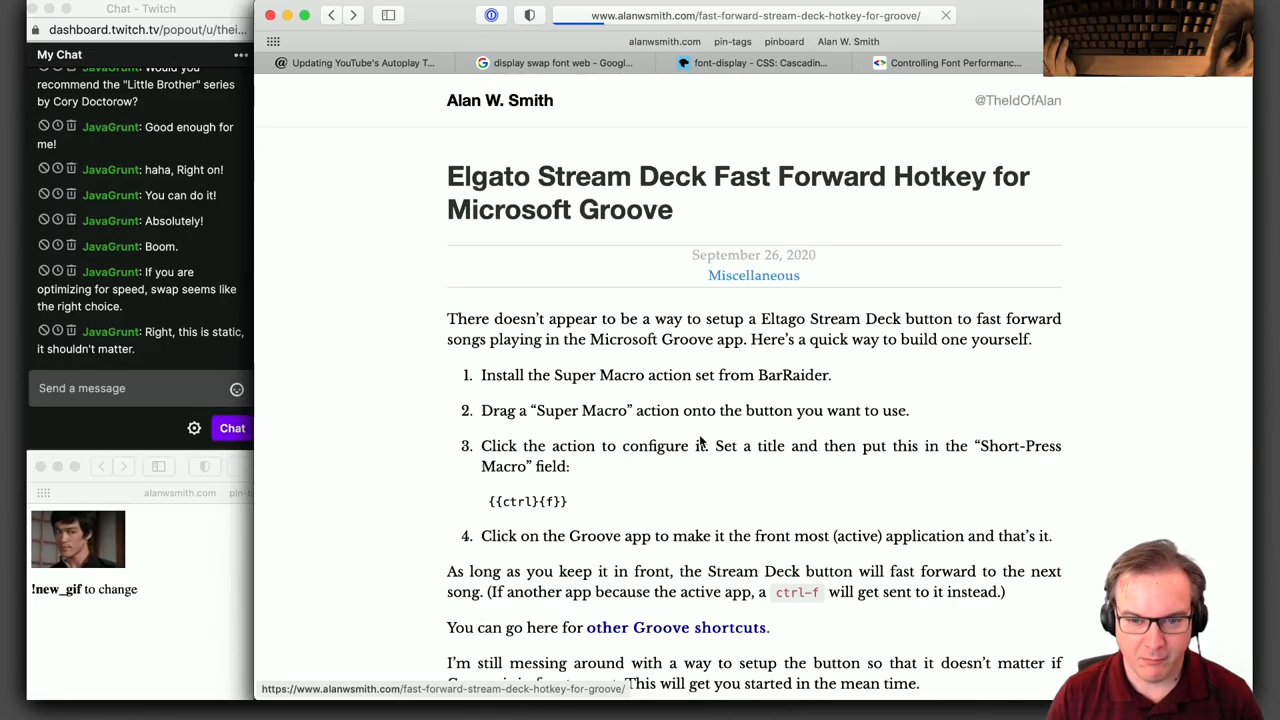 Chat - Twitch
dashboard.twitch.tv/popout/u/thei...
My Chat
recommend the "Little Brother" series
by Cory Doctorow?
JavaGrunt: Good enough for
me!
JavaGrunt: haha, Right on!
JavaGrunt: You can do it!
JavaGrunt: Absolutely!
JavaGrunt: Boom.
JavaGrunt: If you are
optimizing for speed, swap seems like
the right choice.
JavaGrunt: Right, this is static,
it shouldn't matter.
Send a message
Chat
alanwsmith.com
pin-t
!new_gif to change
www.alanwsmith.com/fast-forward-stream-deck-hotkey-for-groove/
alanwsmith.com pin-tags pinboard Alan W. Smith
Updating YouTube's Autoplay T...
display swap font web - Googl...
font-display - CSS: Cascadin...
Controlling Font Performanc...
Alan W. Smith
@TheIdOfAlan
Elgato Stream Deck Fast Forward Hotkey for
Microsoft Groove
September 26, 2020
Miscellaneous
There doesn’t appear to be a way to setup a Eltago Stream Deck button to fast forward
songs playing in the Microsoft Groove app. Here’s a quick way to build one yourself.
1. Install the Super Macro action set from BarRaider.
2. Drag a “Super Macro” action onto the button you want to use.
3. Click the action to configure it. Set a title and then put this in the “Short-Press
Macro” field:
{{ctrl}{f}}
4. Click on the Groove app to make it the front most (active) application and that’s it.
As long as you keep it in front, the Stream Deck button will fast forward to the next
song. (If another app because the active app, a ctrl-f will get sent to it instead.)
You can go here for other Groove shortcuts.
I’m still messing around with a way to setup the button so that it doesn’t matter if
This will get you started in the mean time.
https://www.alanwsmith.com/fast-forward-stream-deck-hotkey-for-groove/